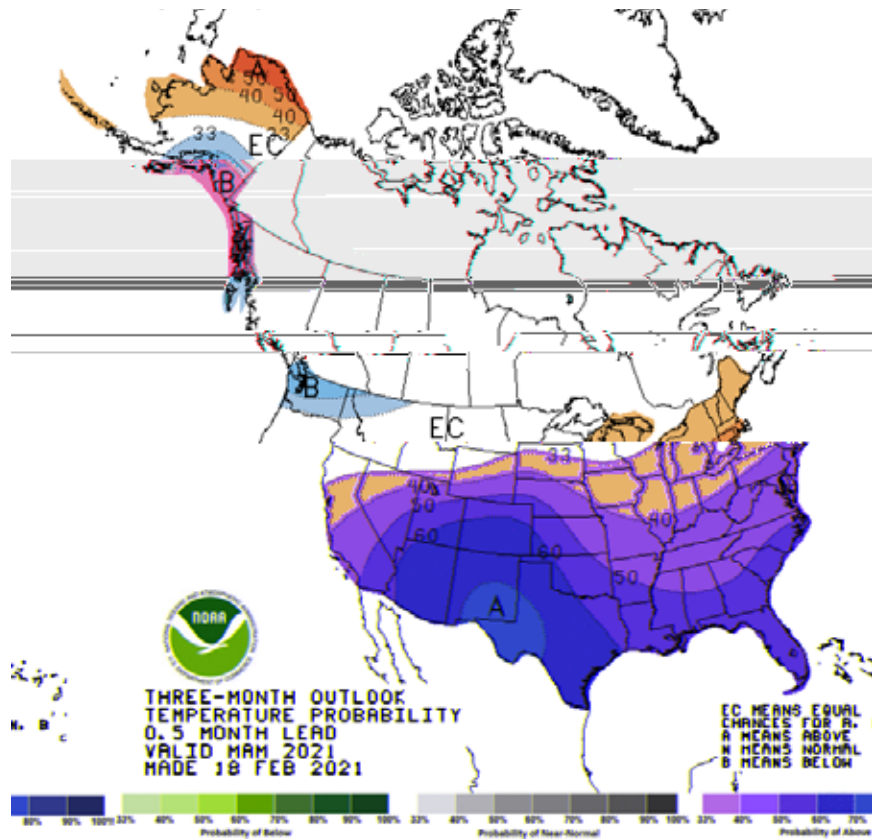 A
50
50
40
40
33
33
EC
B
B
EC
33
40
50
40
60
60
50
A
NOAA
THREE-MONTH OUTLOOK
TEMPERATURE PROBABILITY
0.5 MONTH LEAD
VALID MAM 2021
MADE 18 FEB 2021
EC MEANS EQUAL
CHANCES FOR A.
A MEANS ABOVE
N MEANS NORMAL
B MEANS BELOW
N. B
80% 90% 100%
33% 40% 50% 60% 70% 80% 90% 100%
33% 40% 50% 60% 70% 80% 90% 100%
33% 40% 50% 60% 70% 80%
Probability of Below
Probability of Near-Normal
Probability of Above